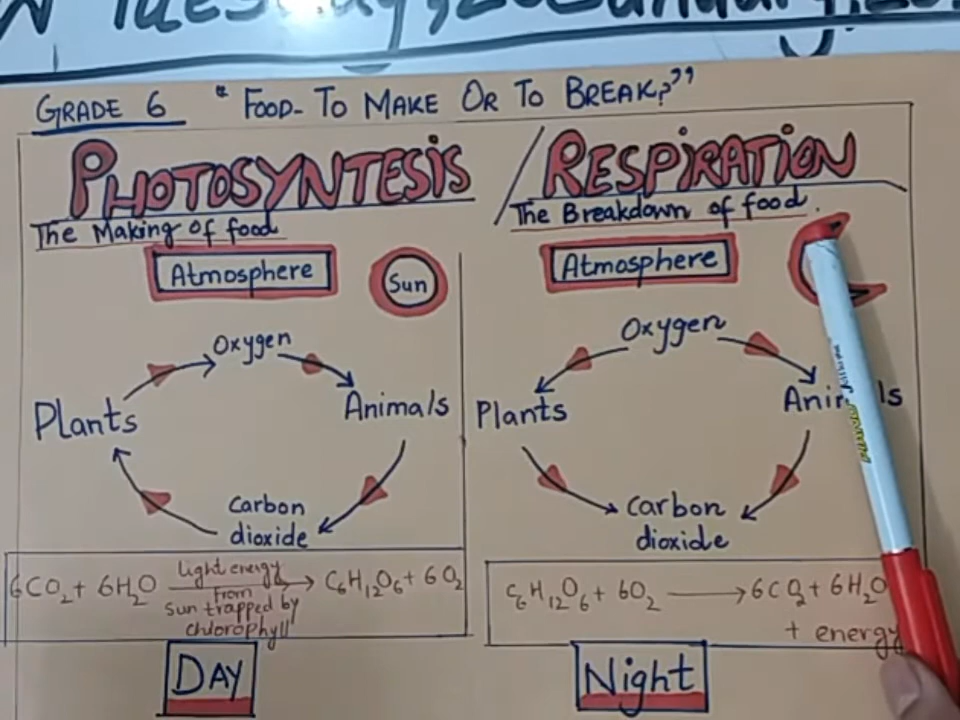 Tuesday, 
GRADE 6 "FOOD- TO MAKE OR TO BREAK?"
PHOTOSYNTESIS / RESPIRATION
The Making of food
The Breakdown of food.
Atmosphere
Sun
Oxygen
Plants
Animals
Carbon
dioxide
6CO₂ + 6H₂O Light energy → C₆H₁₂O₆ + 6O₂
From
Sun trapped by
chlorophyll
DAY
Atmosphere
Oxygen
Plants
Animals
Carbon
dioxide
C₆H₁₂O₆ + 6O₂ → 6CO₂ + 6H₂O
+ energy
Night